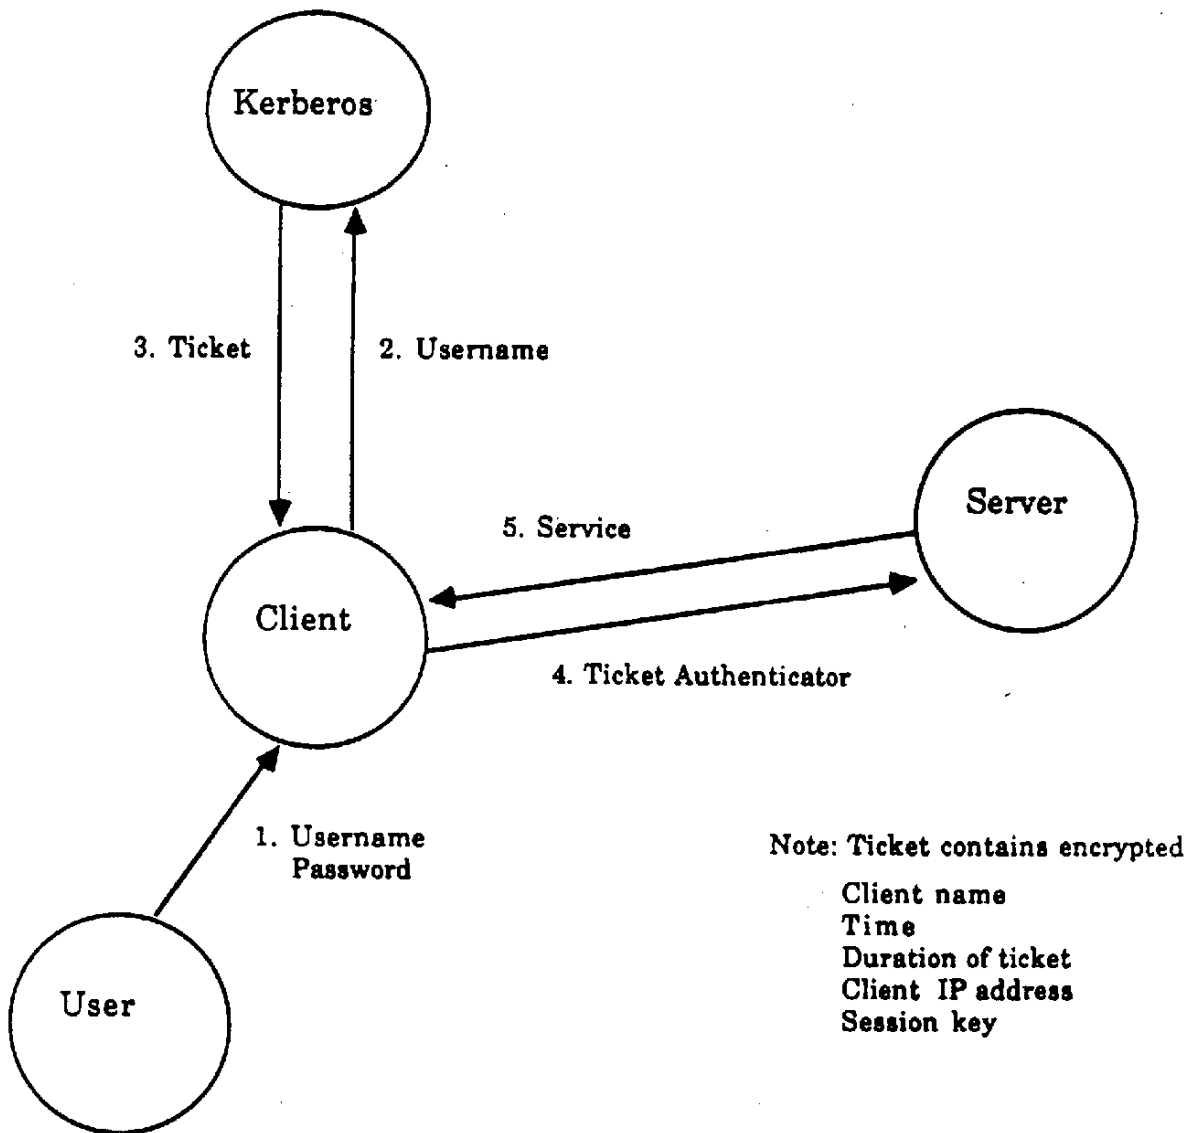 Kerberos
3. Ticket
2. Username
Server
5. Service
Client
4. Ticket Authenticator
1. Username
Password
Note: Ticket contains encrypted
Client name
Time
Duration of ticket
Client IP address
Session key
User